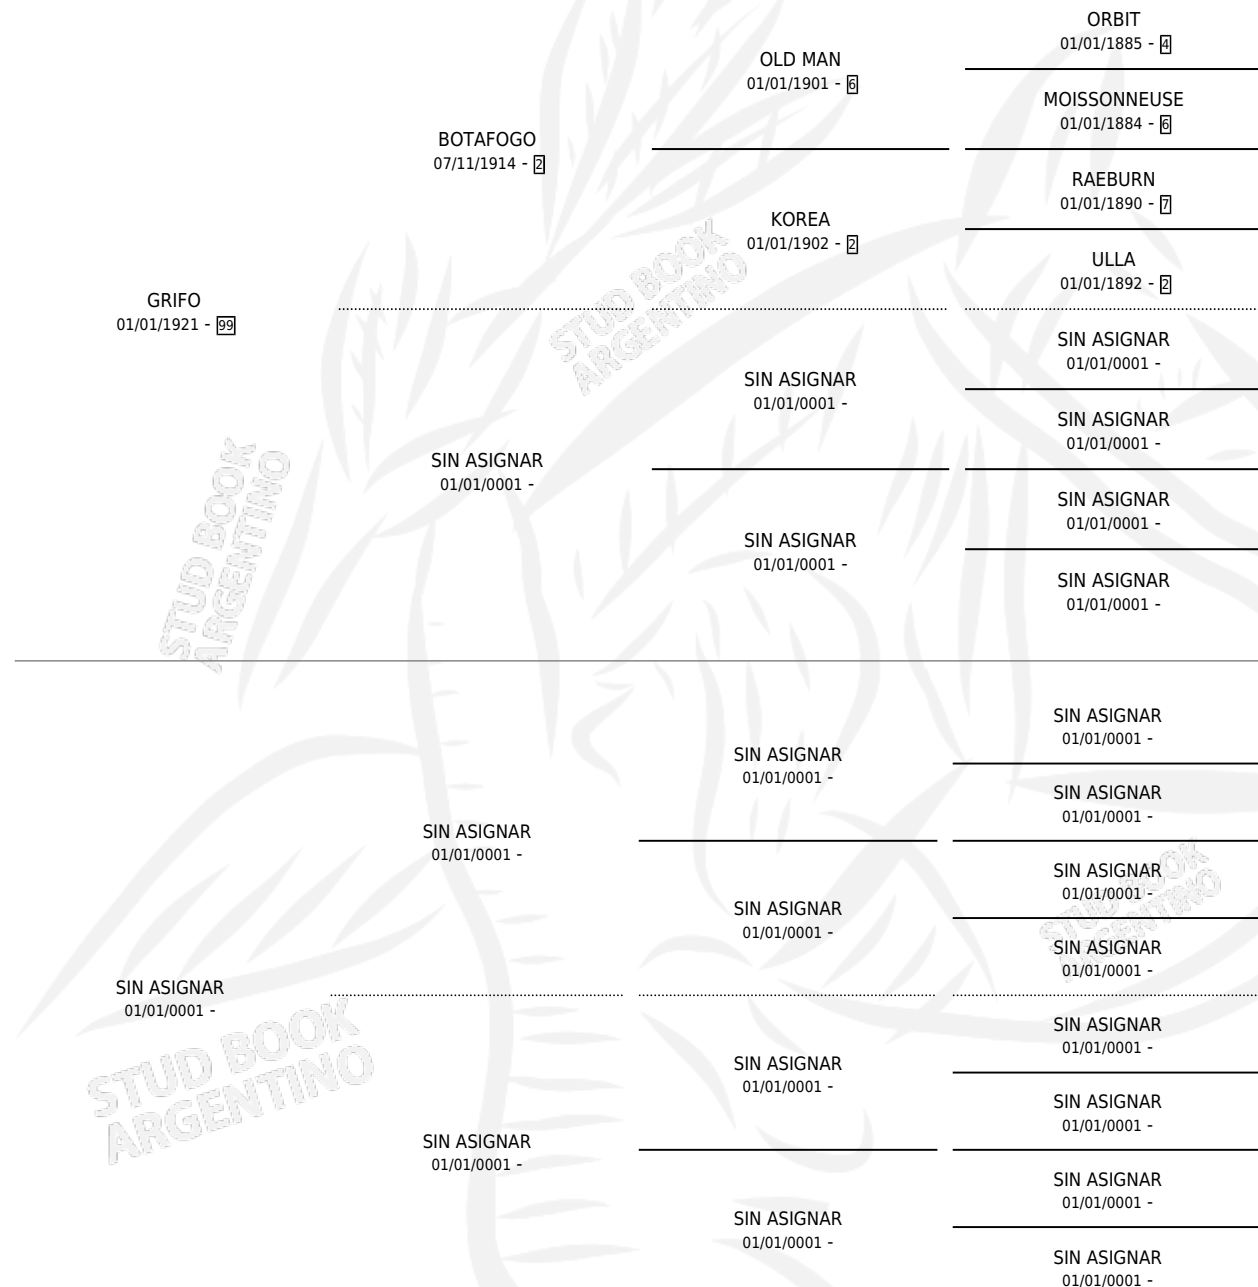 ORBIT
01/01/1885 - 4
OLD MAN
01/01/1901 - 6
MOISSONNEUSE
01/01/1884 - 6
BOTAFOGO
07/11/1914 - 2
RAEBURN
01/01/1890 - 7
KOREA
01/01/1902 - 2
ULLA
01/01/1892 - 2
GRIFO
01/01/1921 - 99
STUD BOOK
ARGENTINO
SIN ASIGNAR
01/01/0001 -
SIN ASIGNAR
01/01/0001 -
SIN ASIGNAR
01/01/0001 -
SIN ASIGNAR
01/01/0001 -
SIN ASIGNAR
01/01/0001 -
SIN ASIGNAR
01/01/0001 -
SIN ASIGNAR
01/01/0001 -
STUD BOOK
ARGENTINO
SIN ASIGNAR
01/01/0001 -
SIN ASIGNAR
01/01/0001 -
SIN ASIGNAR
01/01/0001 -
SIN ASIGNAR
01/01/0001 -
SIN ASIGNAR
01/01/0001 -
SIN ASIGNAR
01/01/0001 -
SIN ASIGNAR
01/01/0001 -
STUD BOOK
ARGENTINO
SIN ASIGNAR
01/01/0001 -
SIN ASIGNAR
01/01/0001 -
SIN ASIGNAR
01/01/0001 -
STUD BOOK
ARGENTINO
SIN ASIGNAR
01/01/0001 -
SIN ASIGNAR
01/01/0001 -
SIN ASIGNAR
01/01/0001 -
SIN ASIGNAR
01/01/0001 -
SIN ASIGNAR
01/01/0001 -